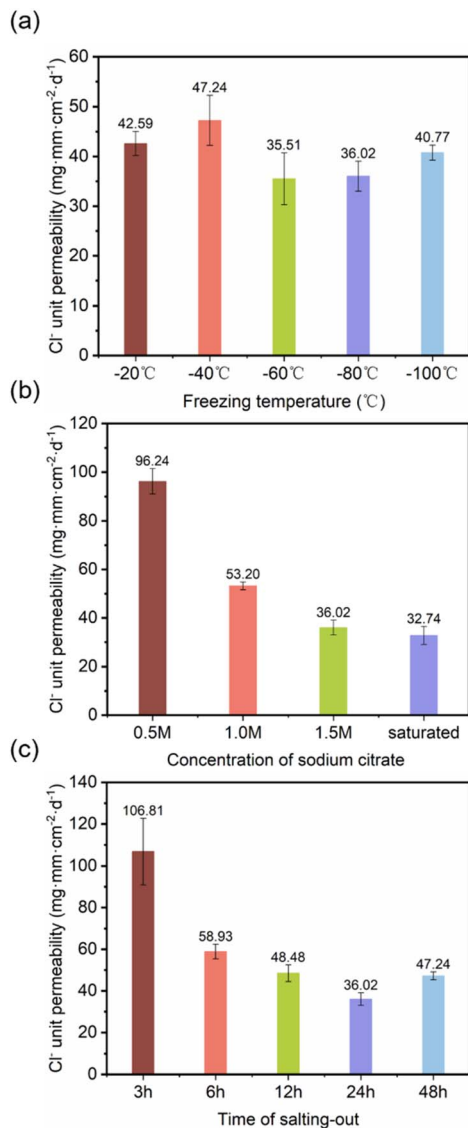 (a)
Cl⁻ unit permeability (mg·mm·cm⁻²·d⁻¹)
60
50
40
30
20
10
0
42.59
47.24
35.51
36.02
40.77
-20℃
-40℃
-60℃
-80℃
-100℃
Freezing temperature (℃)
(b)
Cl⁻ unit permeability (mg·mm·cm⁻²·d⁻¹)
120
100
80
60
40
20
0
96.24
53.20
36.02
32.74
0.5M
1.0M
1.5M
saturated
Concentration of sodium citrate
(c)
Cl⁻ unit permeability (mg·mm·cm⁻²·d⁻¹)
140
120
100
80
60
40
20
0
106.81
58.93
48.48
36.02
47.24
3h
6h
12h
24h
48h
Time of salting-out